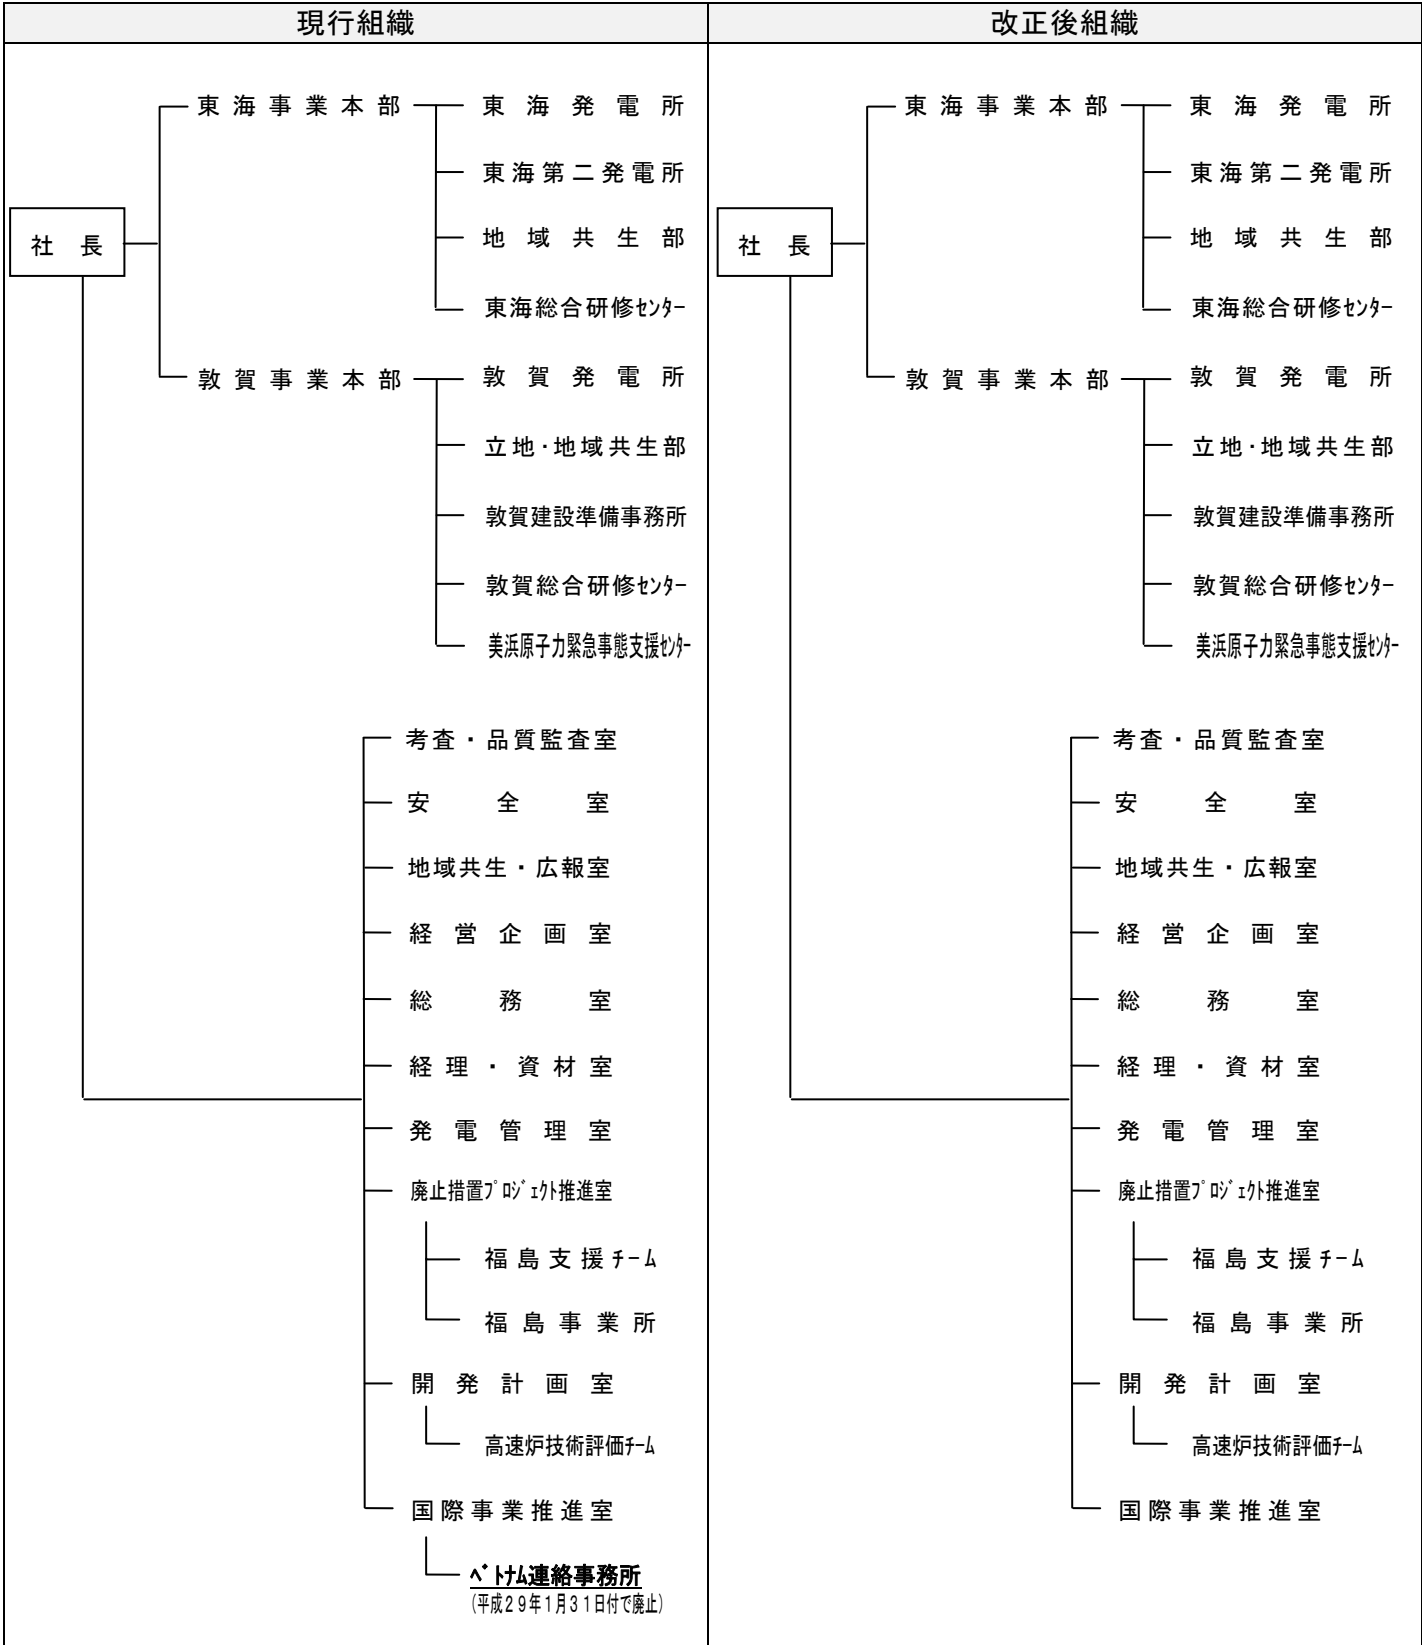 現行組織
社長
東海事業本部
東海発電所
東海第二発電所
地域共生部
東海総合研修ｾﾝﾀｰ
敦賀事業本部
敦賀発電所
立地・地域共生部
敦賀建設準備事務所
敦賀総合研修ｾﾝﾀｰ
美浜原子力緊急事態支援ｾﾝﾀｰ
考査・品質監査室
安全室
地域共生・広報室
経営企画室
総務室
経理・資材室
発電管理室
廃止措置ﾌﾟﾛｼﾞｪｸﾄ推進室
福島支援ﾁｰﾑ
福島事業所
開発計画室
高速炉技術評価ﾁｰﾑ
国際事業推進室
ﾍﾞﾄﾅﾑ連絡事務所
(平成２９年１月３１日付で廃止)
改正後組織
社長
東海事業本部
東海発電所
東海第二発電所
地域共生部
東海総合研修ｾﾝﾀｰ
敦賀事業本部
敦賀発電所
立地・地域共生部
敦賀建設準備事務所
敦賀総合研修ｾﾝﾀｰ
美浜原子力緊急事態支援ｾﾝﾀｰ
考査・品質監査室
安全室
地域共生・広報室
経営企画室
総務室
経理・資材室
発電管理室
廃止措置ﾌﾟﾛｼﾞｪｸﾄ推進室
福島支援ﾁｰﾑ
福島事業所
開発計画室
高速炉技術評価ﾁｰﾑ
国際事業推進室